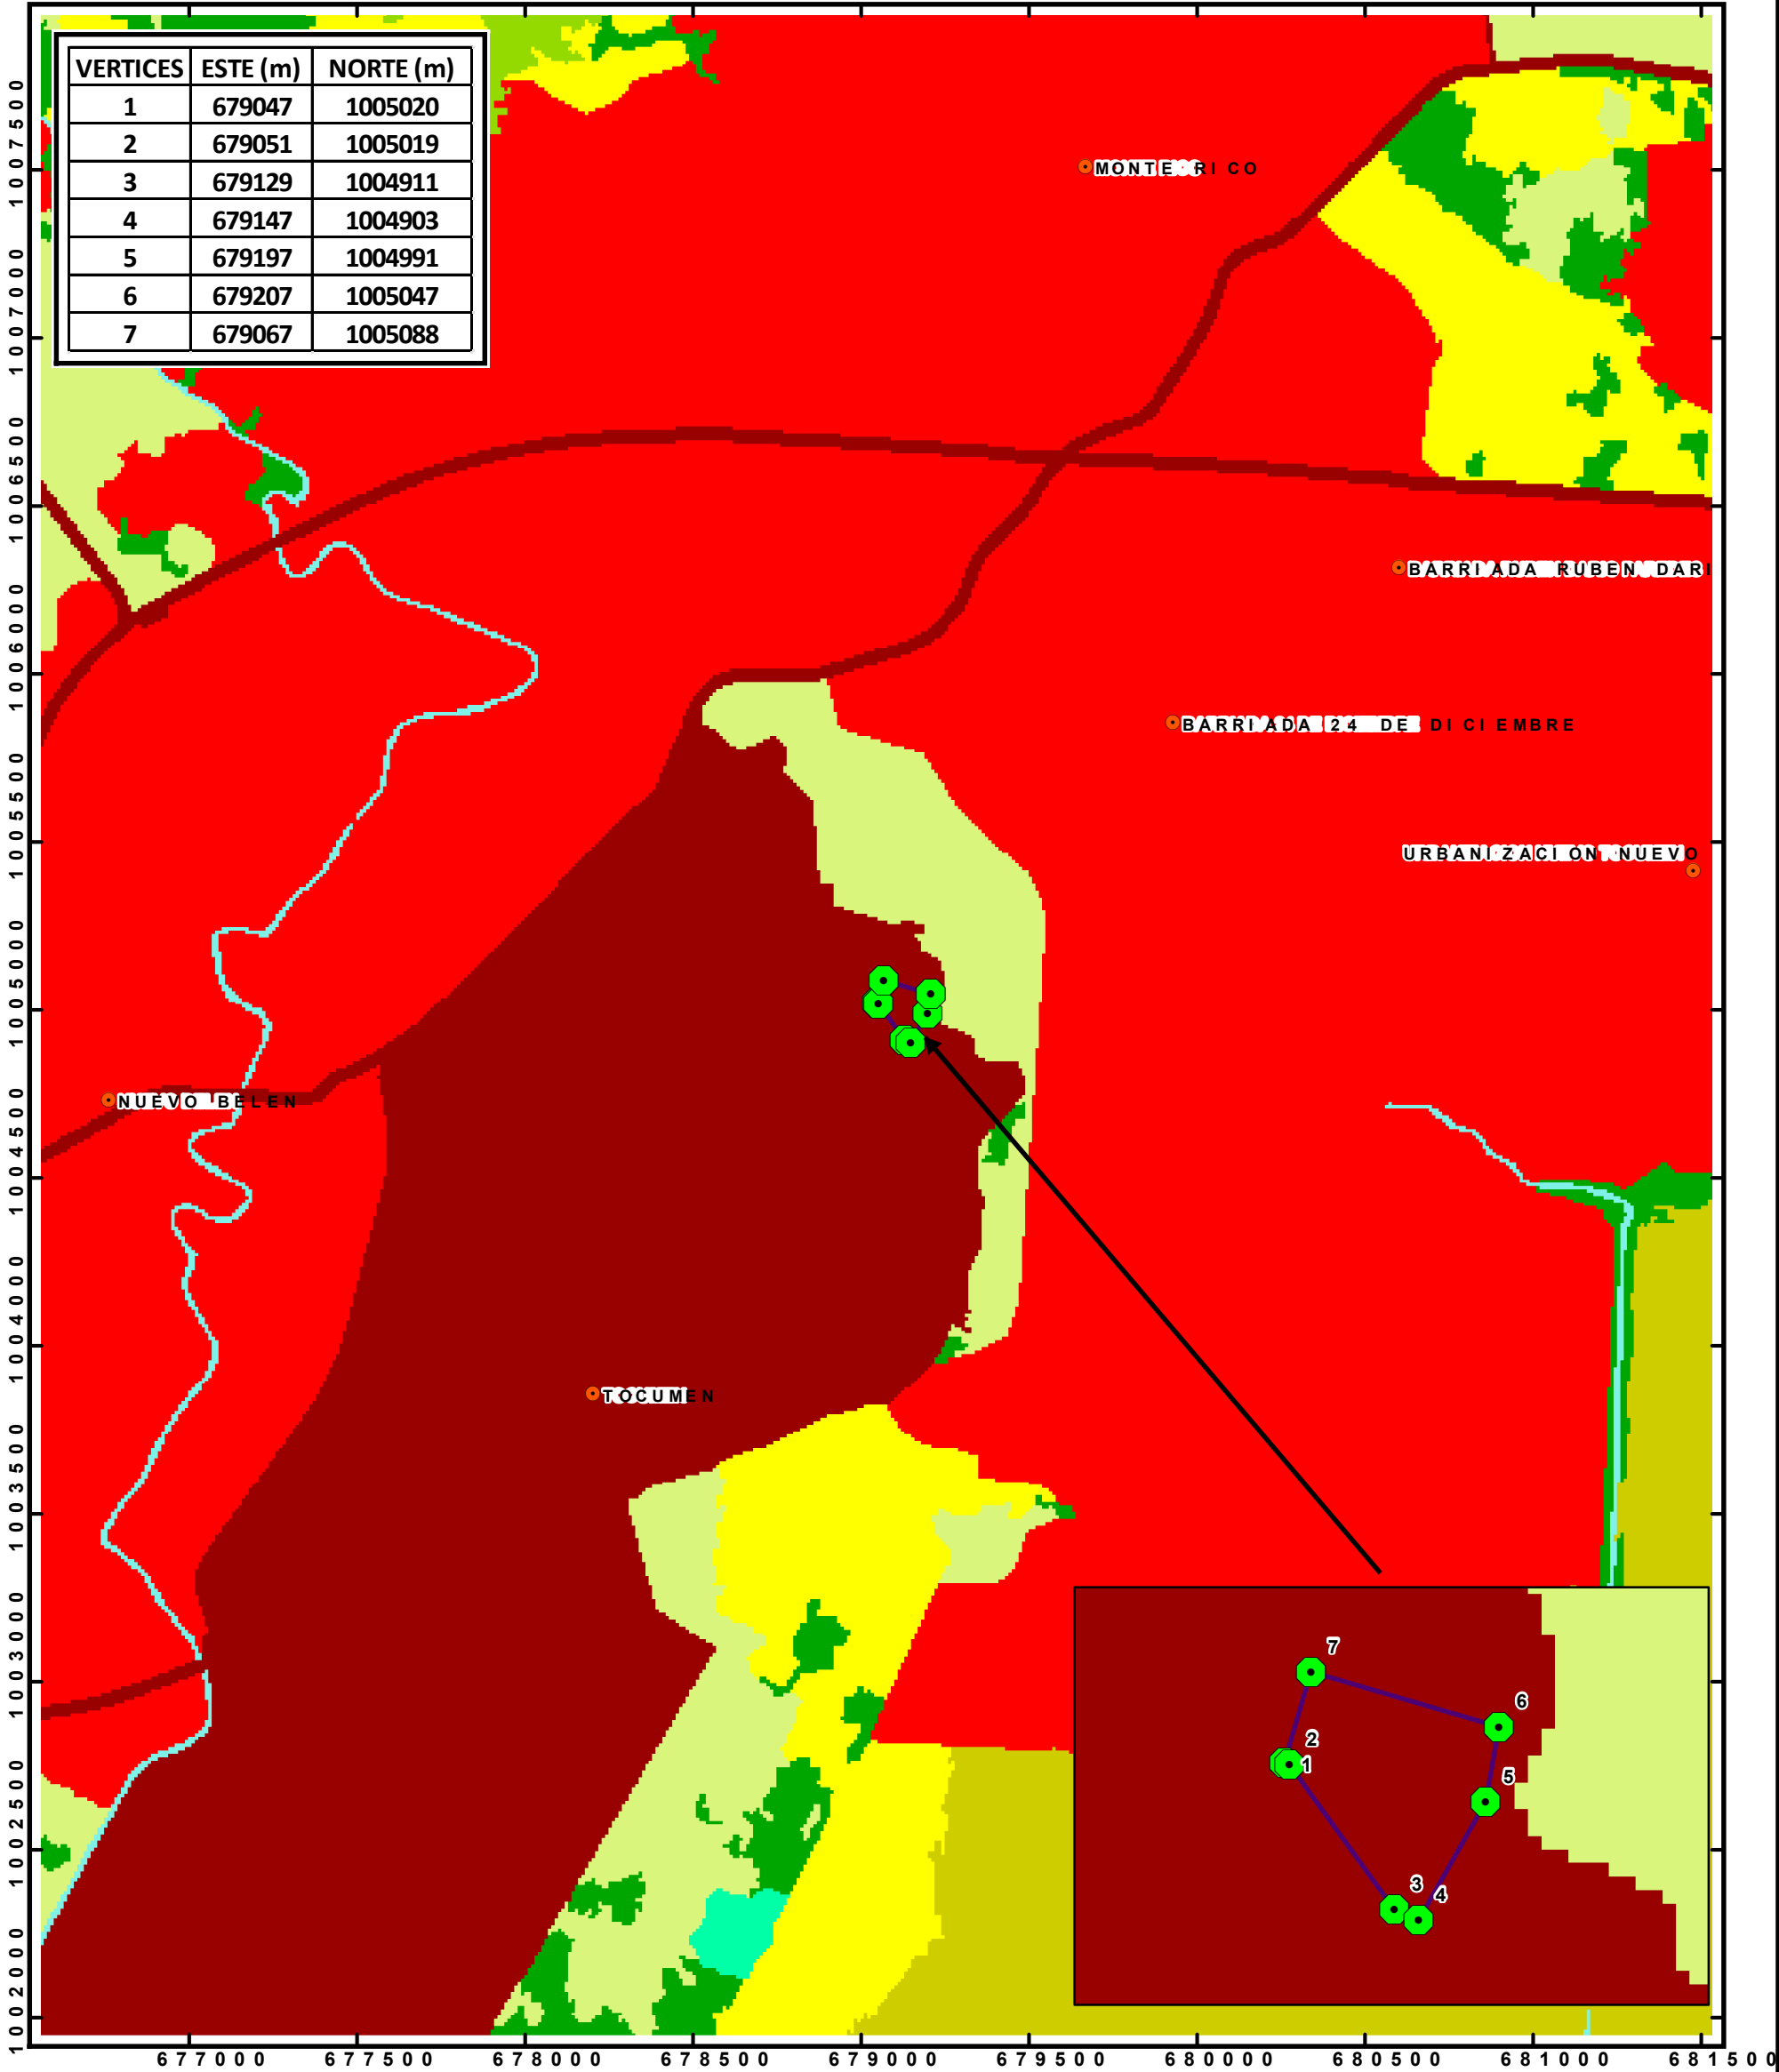 VERTICES ESTE (m) NORTE (m)
1 679047 1005020
2 679051 1005019
3 679129 1004911
4 679147 1004903
5 679197 1004991
6 679207 1005047
7 679067 1005088
MONTE RICO
BARRIADA RUBEN DARI
BARRIADA 24 DE DICIEMBRE
URBANIZACION NUEVO
NUEVO BELEN
TOCUMEN
7
6
2
1
5
3
4
1007500
1007000
1006500
1006000
1005500
1005000
1004500
1004000
1003500
1003000
1002500
1002000
677000 677500 678000 678500 679000 679500 680000 680500 681000 681500